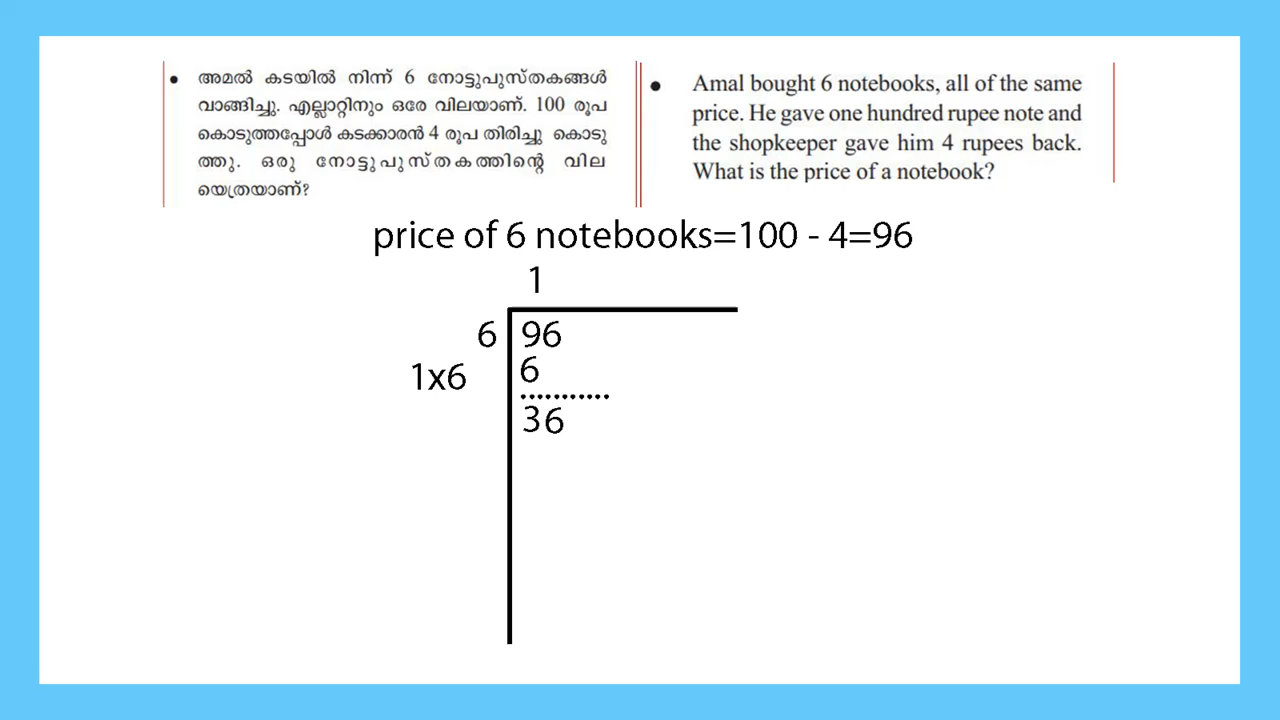 • അമൽ കടയിൽ നിന്ന് 6 നോട്ടുപുസ്തകങ്ങൾ
വാങ്ങിച്ചു. എല്ലാറ്റിനും ഒരേ വിലയാണ്. 100 രൂപ
കൊടുത്തപ്പോൾ കടക്കാരൻ 4 രൂപ തിരിച്ചു കൊടു
ത്തു. ഒരു നോട്ടുപുസ്തകത്തിന്റെ വില
യെത്രയാണ്?
• Amal bought 6 notebooks, all of the same
price. He gave one hundred rupee note and
the shopkeeper gave him 4 rupees back.
What is the price of a notebook?
price of 6 notebooks=100 - 4=96
1
6 96
1x6 6
...........
36